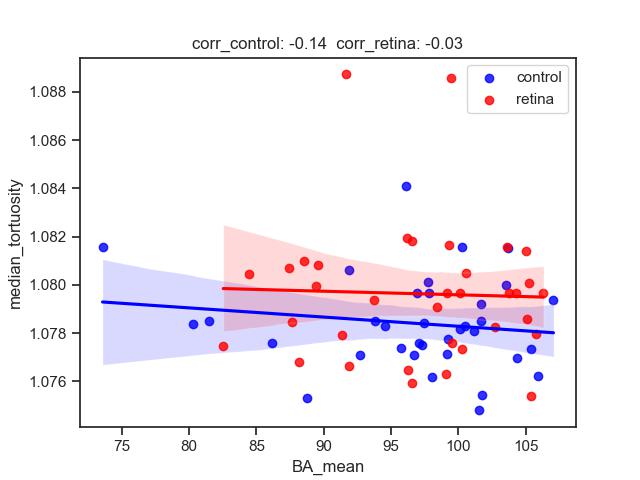 corr_control: -0.14  corr_retina: -0.03
control
retina
median_tortuosity
1.088
1.086
1.084
1.082
1.080
1.078
1.076
75 80 85 90 95 100 105
BA_mean